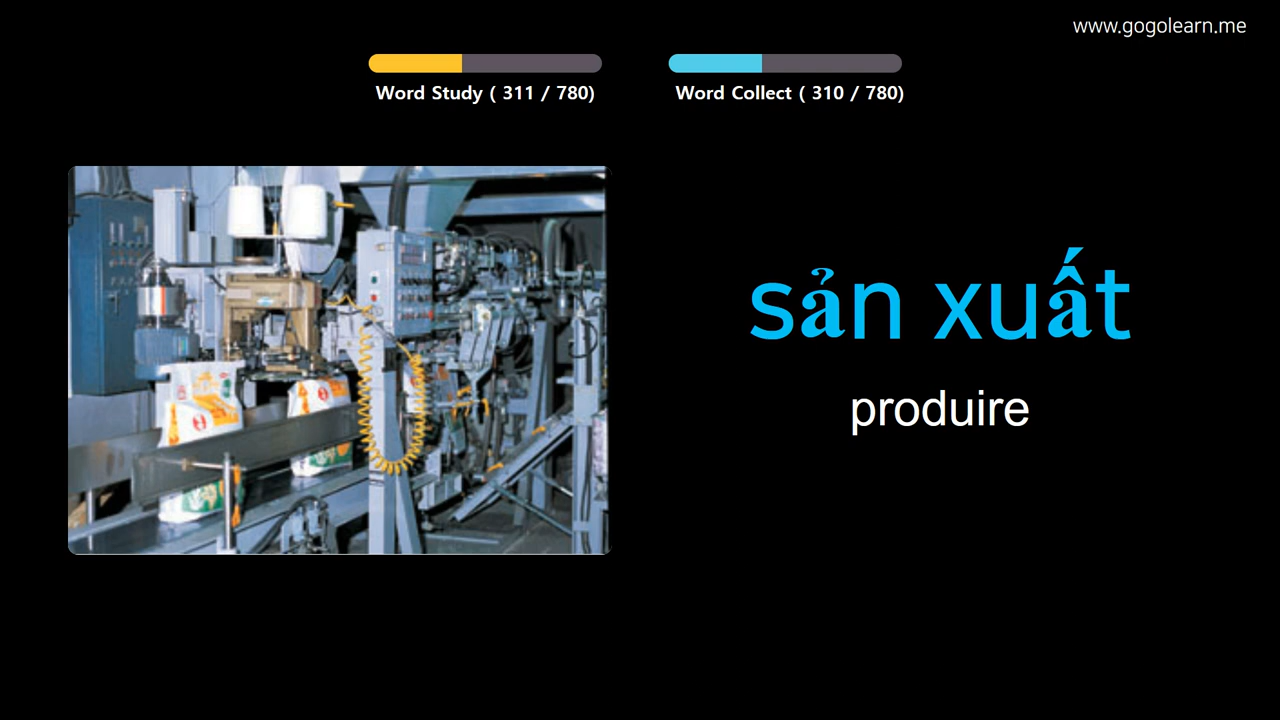 www.gogolearn.me
Word Study ( 311 / 780)
Word Collect ( 310 / 780)
sản xuất
produire